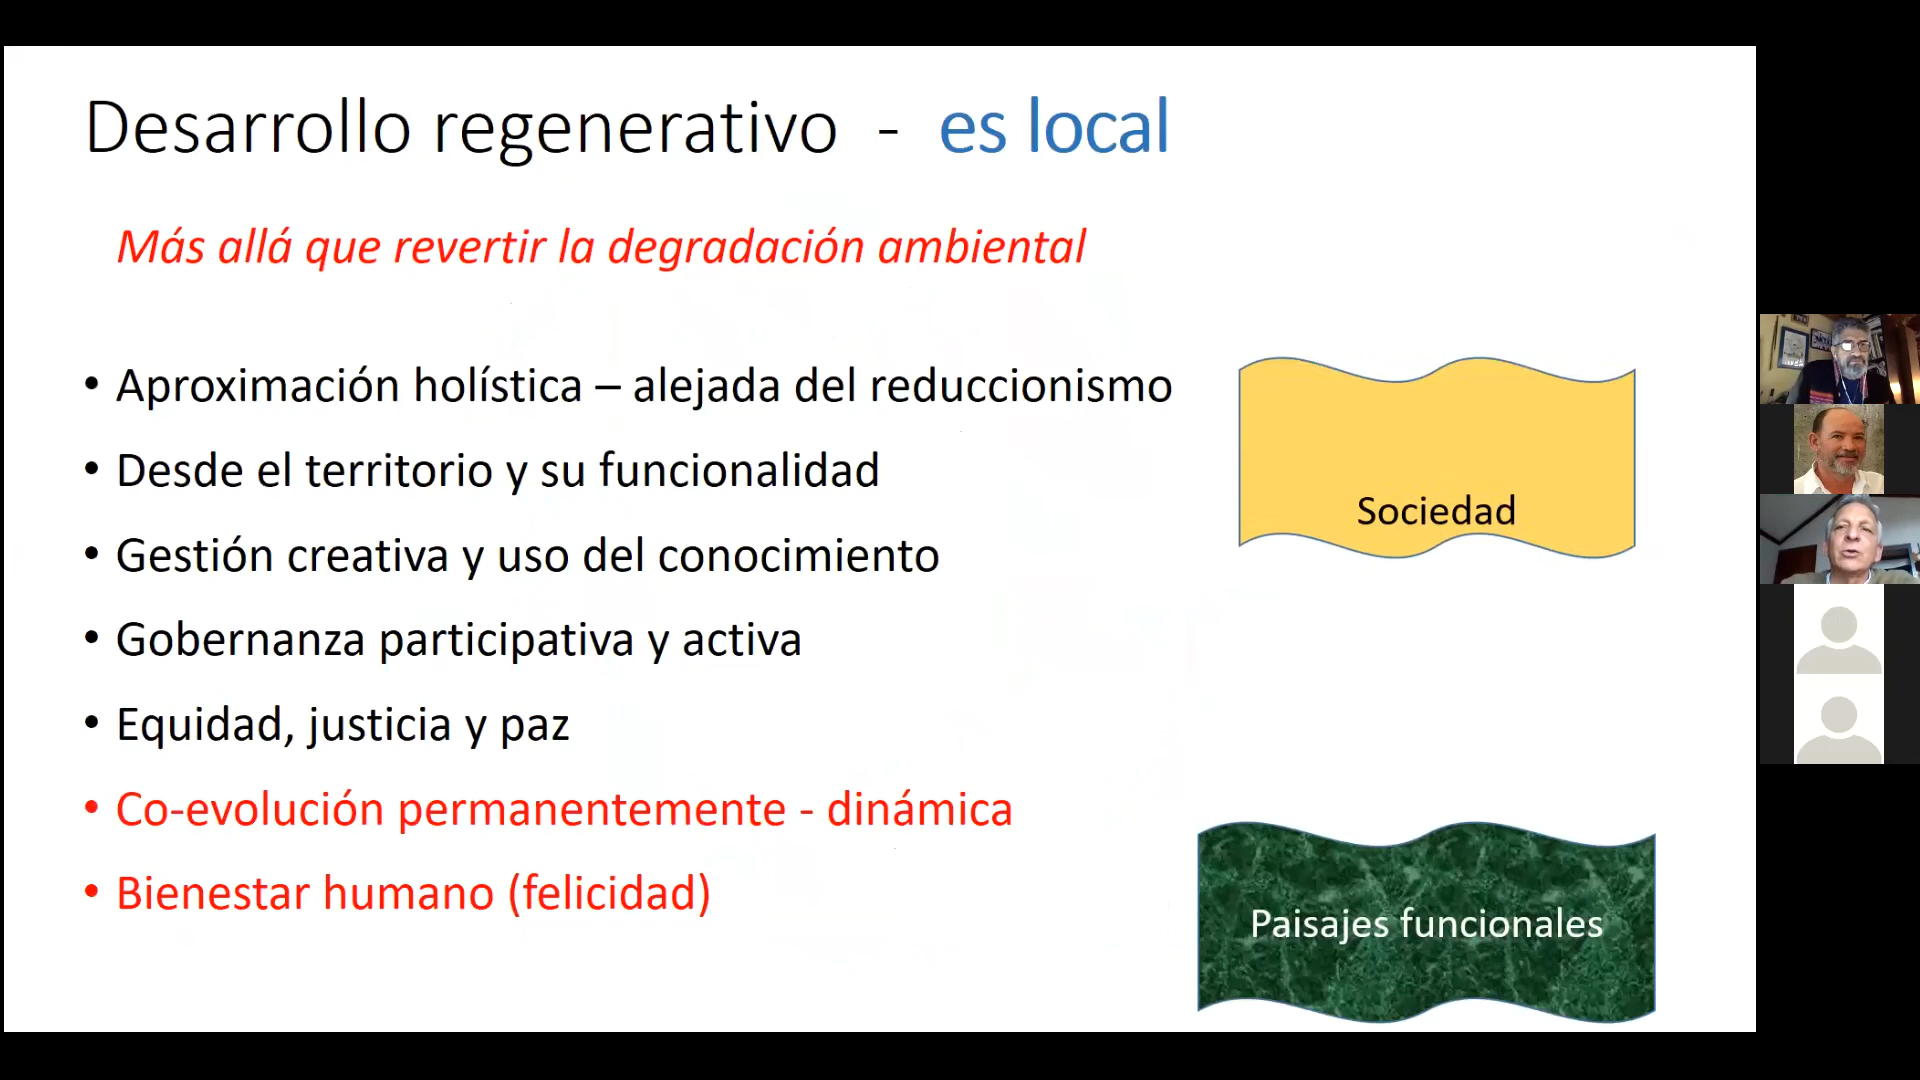 Desarrollo regenerativo - es local
Más allá que revertir la degradación ambiental
• Aproximación holística – alejada del reduccionismo
• Desde el territorio y su funcionalidad
• Gestión creativa y uso del conocimiento
• Gobernanza participativa y activa
• Equidad, justicia y paz
• Co-evolución permanentemente - dinámica
• Bienestar humano (felicidad)
Sociedad
Paisajes funcionales